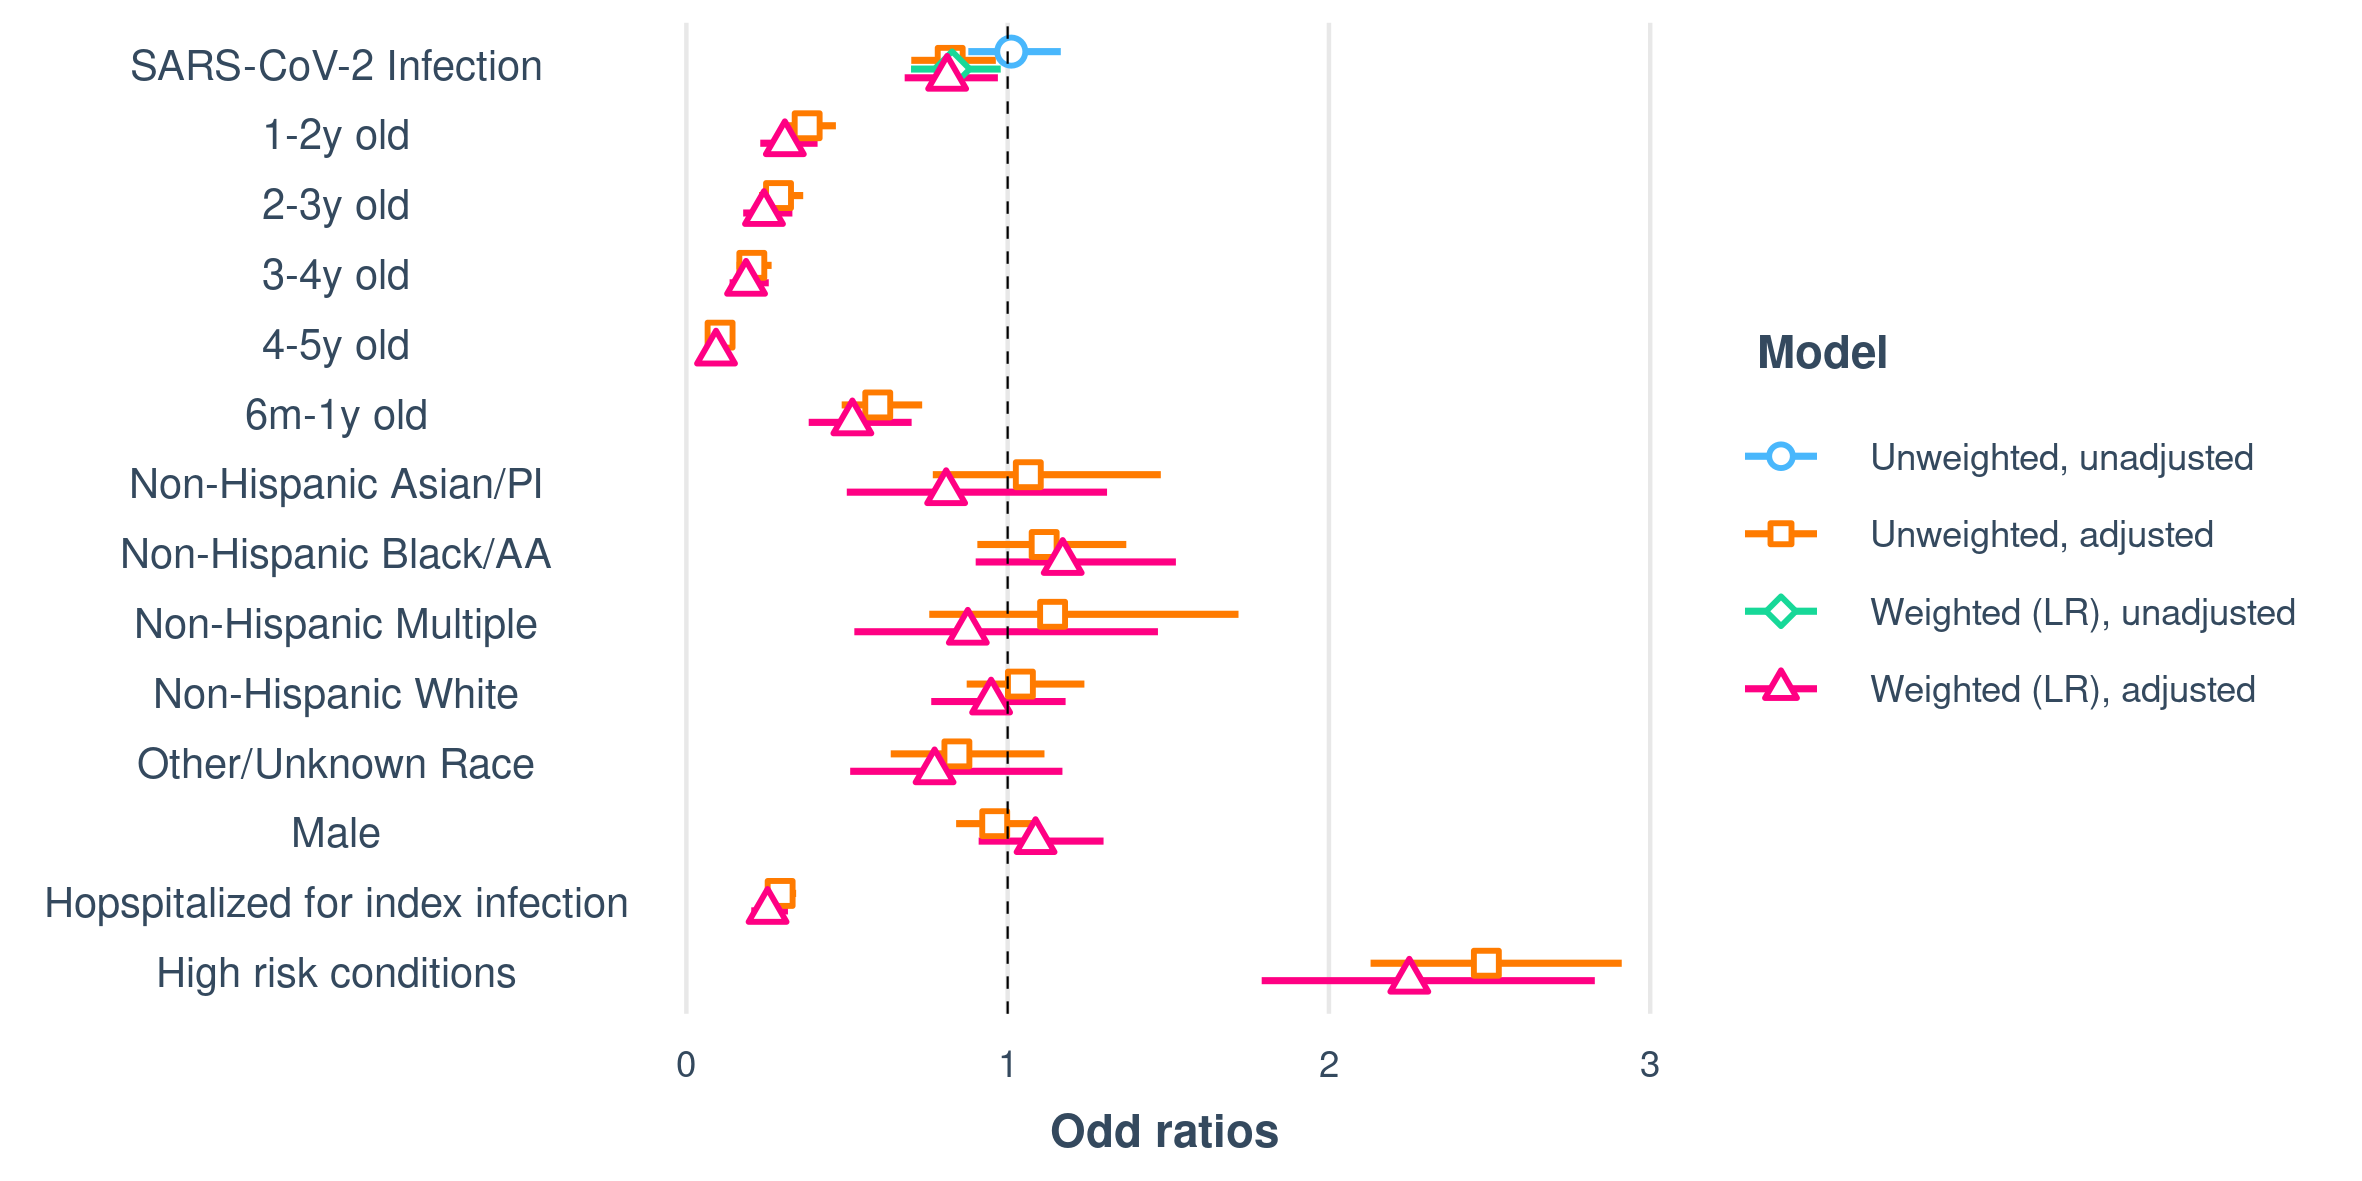 SARS-CoV-2 Infection
1-2y old
2-3y old
3-4y old
4-5y old
6m-1y old
Non-Hispanic Asian/PI
Non-Hispanic Black/AA
Non-Hispanic Multiple
Non-Hispanic White
Other/Unknown Race
Male
Hopspitalized for index infection
High risk conditions
0 1 2 3
Odd ratios
Model
Unweighted, unadjusted
Unweighted, adjusted
Weighted (LR), unadjusted
Weighted (LR), adjusted